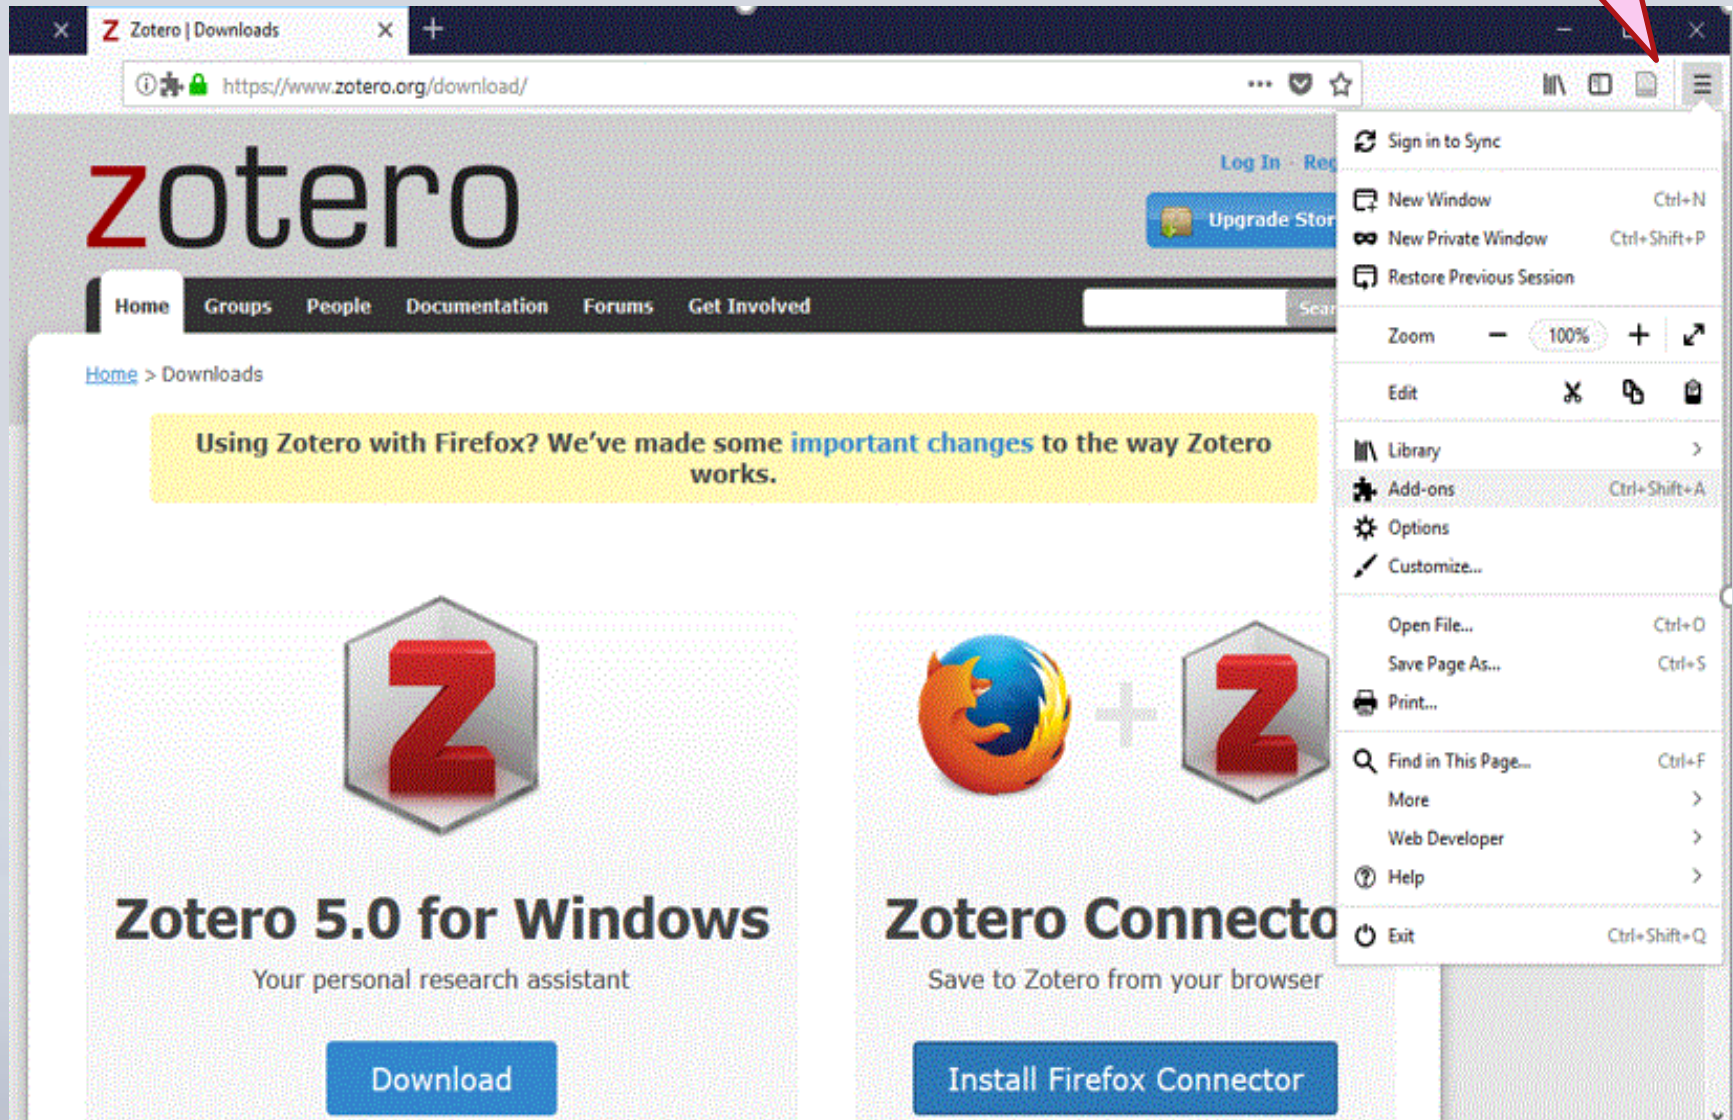 Zotero | Downloads
https://www.zotero.org/download/
zotero
Log In
Upgrade
Home Groups People Documentation Forums Get Involved
Home > Downloads
Using Zotero with Firefox? We've made some important changes to the way Zotero
works.
Z
Z
Zotero 5.0 for Windows
Your personal research assistant
Download
Zotero
Save to Zotero from your browser
Install Firefox Connector
Sign in to Sync
New Window Ctrl+N
New Private Window Ctrl+Shift+P
Restore Previous Session
Zoom 100%
Edit
Library
Add-ons Ctrl+Shift+A
Options
Customize...
Open File... Ctrl+O
Save Page As... Ctrl+S
Print...
Find in This Page... Ctrl+F
More
Web Developer
Help
Exit Ctrl+Shift+Q